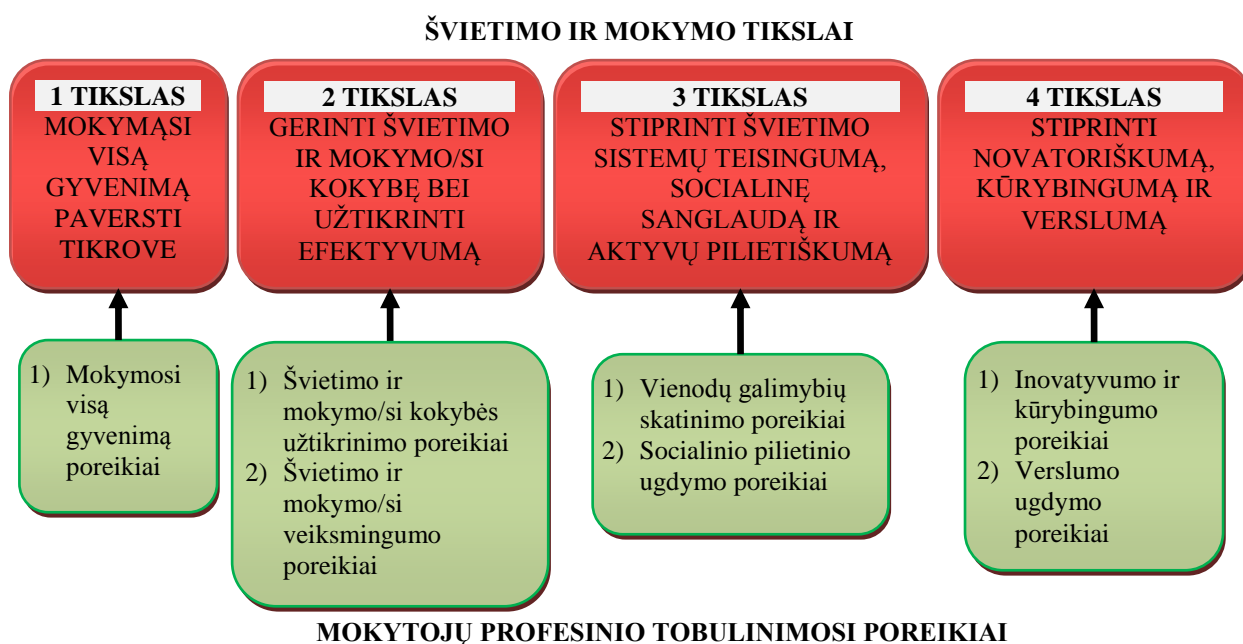 ŠVIETIMO IR MOKYMO TIKSLAI
1 TIKSLAS
MOKYMĄSI
VISĄ
GYVENIMĄ
PAVERSTI
TIKROVE
2 TIKSLAS
GERINTI ŠVIETIMO
IR MOKYMO/SI
KOKYBĘ BEI
UŽTIKRINTI
EFEKTYVUMĄ
3 TIKSLAS
STIPRINTI ŠVIETIMO
SISTEMŲ TEISINGUMĄ,
SOCIALINĘ
SANGLAUDĄ IR
AKTYVŲ PILIETIŠKUMĄ
4 TIKSLAS
STIPRINTI
NOVATORIŠKUMĄ,
KŪRYBINGUMĄ IR
VERSLUMĄ
1) Mokymosi
visą
gyvenimą
poreikiai
1) Švietimo ir
mokymo/si kokybės
užtikrinimo poreikiai
2) Švietimo ir
mokymo/si
veiksmingumo
poreikiai
1) Vienodų galimybių
skatinimo poreikiai
2) Socialinio pilietinio
ugdymo poreikiai
1) Inovatyvumo ir
kūrybingumo
poreikiai
2) Verslumo
ugdymo
poreikiai
MOKYTOJŲ PROFESINIO TOBULINIMOSI POREIKIAI